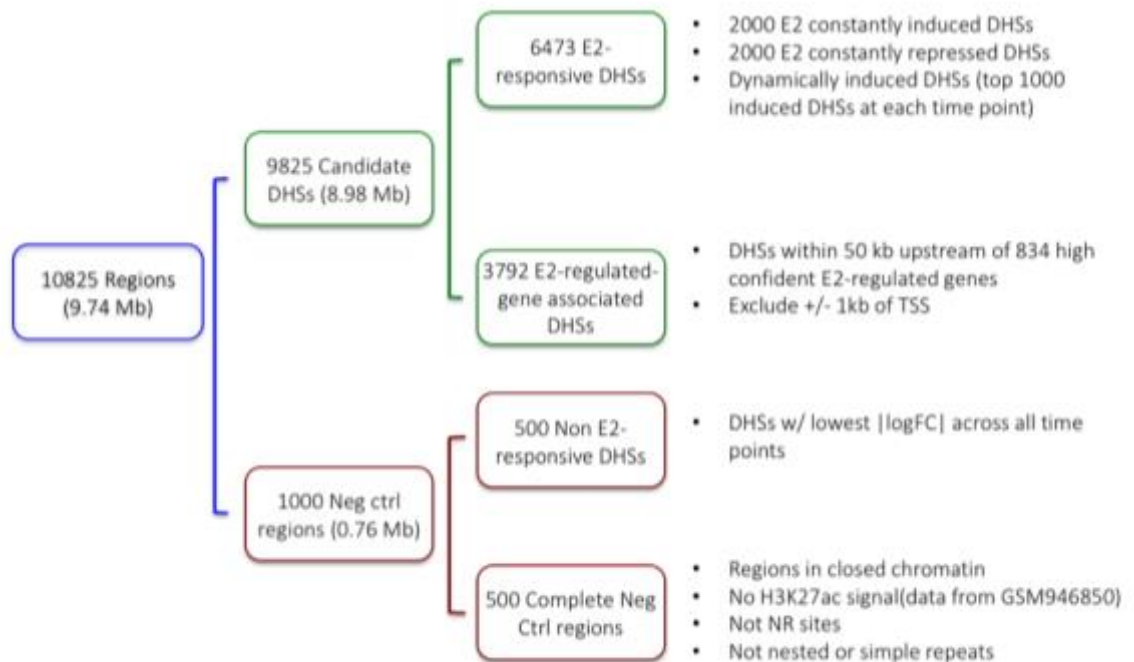 10825 Regions
(9.74 Mb)
9825 Candidate
DHSs (8.98 Mb)
6473 E2-
responsive DHSs
• 2000 E2 constantly induced DHSs
• 2000 E2 constantly repressed DHSs
• Dynamically induced DHSs (top 1000
induced DHSs at each time point)
3792 E2-regulated-
gene associated
DHSs
• DHSs within 50 kb upstream of 834 high
confident E2-regulated genes
• Exclude +/- 1kb of TSS
1000 Neg ctrl
regions (0.76 Mb)
500 Non E2-
responsive DHSs
• DHSs w/ lowest |logFC| across all time
points
500 Complete Neg
Ctrl regions
• Regions in closed chromatin
• No H3K27ac signal(data from GSM946850)
• Not NR sites
• Not nested or simple repeats